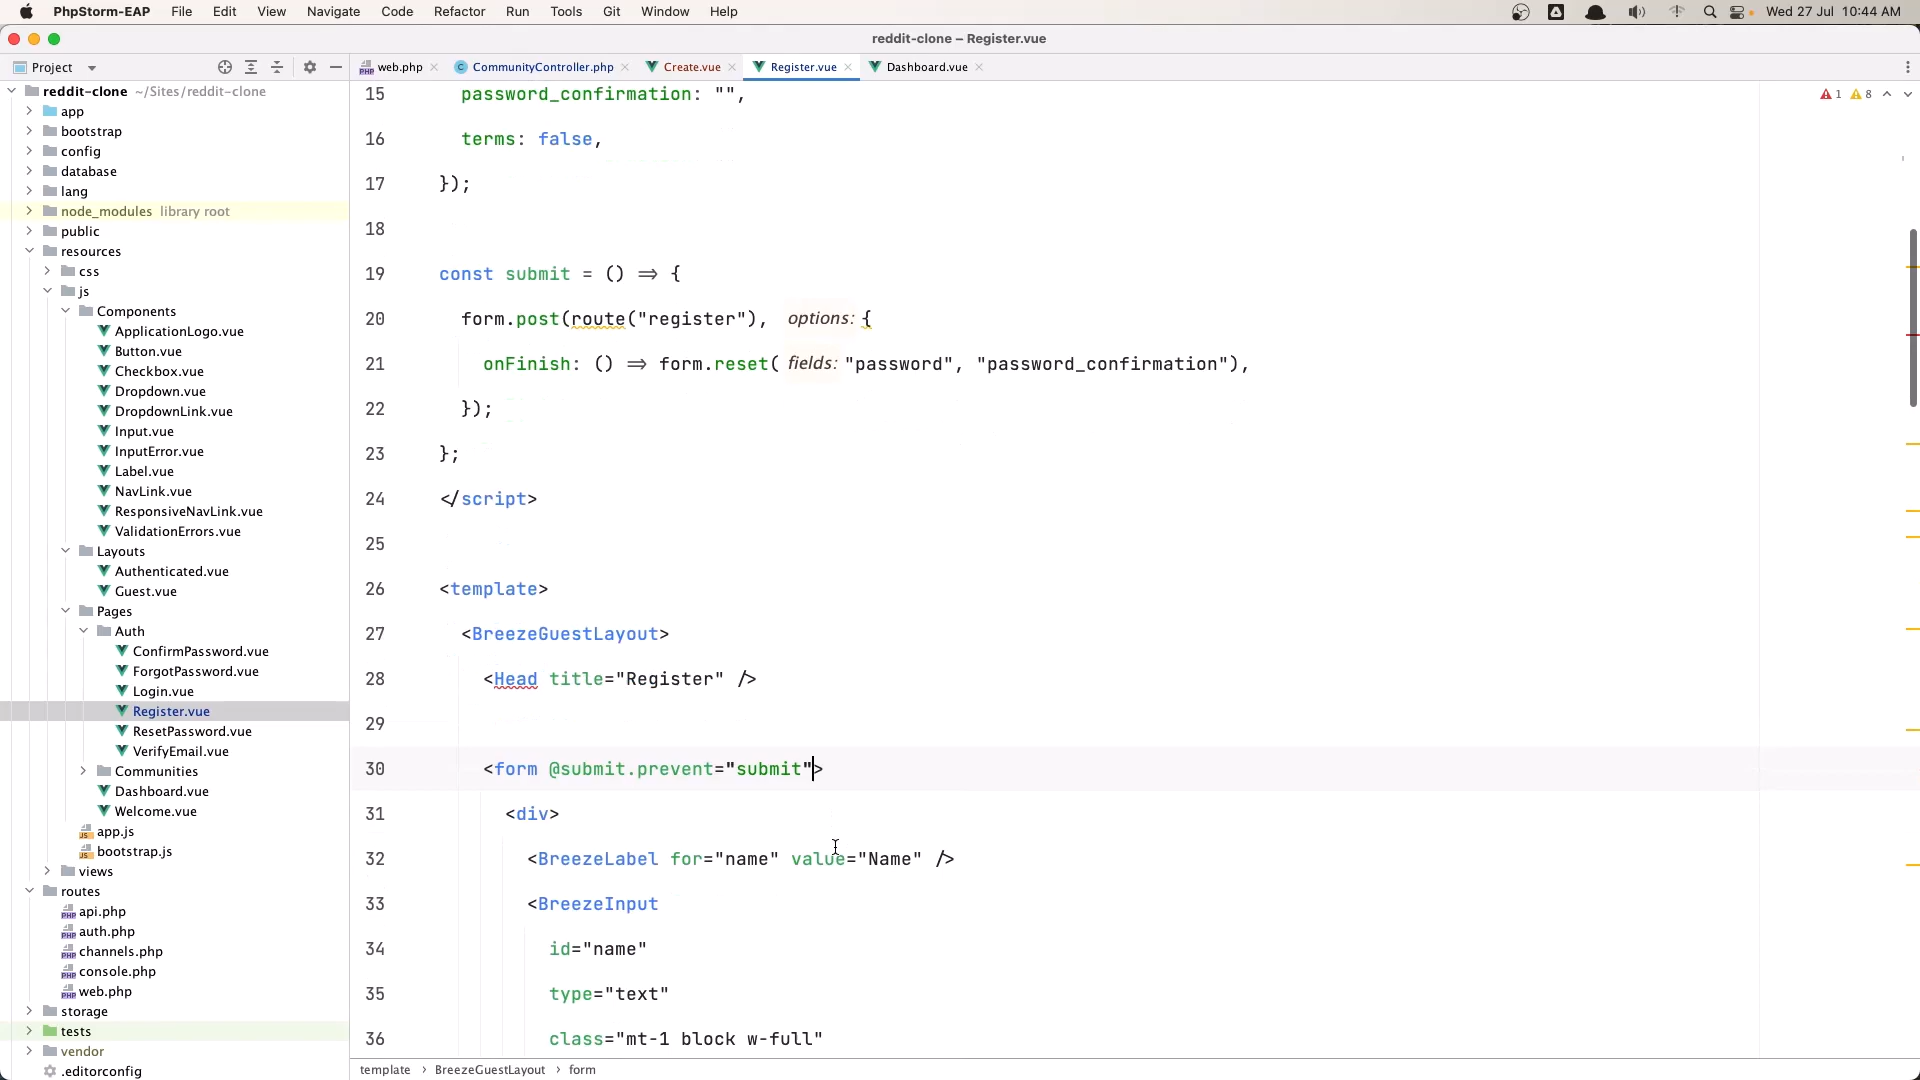 PhpStorm-EAP File Edit View Navigate Code Refactor Run Tools Git Window Help Wed 27 Jul 10:44 AM
reddit-clone – Register.vue
Project
web.php CommunityController.php Create.vue Register.vue Dashboard.vue
reddit-clone ~/Sites/reddit-clone
app
bootstrap
config
database
lang
node_modules library root
public
resources
css
js
Components
ApplicationLogo.vue
Button.vue
Checkbox.vue
Dropdown.vue
DropdownLink.vue
Input.vue
InputError.vue
Label.vue
NavLink.vue
ResponsiveNavLink.vue
ValidationErrors.vue
Layouts
Authenticated.vue
Guest.vue
Pages
Auth
ConfirmPassword.vue
ForgotPassword.vue
Login.vue
Register.vue
ResetPassword.vue
VerifyEmail.vue
Communities
Dashboard.vue
Welcome.vue
app.js
bootstrap.js
views
routes
api.php
auth.php
channels.php
console.php
web.php
storage
tests
vendor
.editorconfig
1 8
15 password_confirmation: "",
16 terms: false,
17 });
18
19 const submit = () => {
20 form.post(route("register"), options: {
21 onFinish: () => form.reset( fields: "password", "password_confirmation"),
22 });
23 };
24 </script>
25
26 <template>
27 <BreezeGuestLayout>
28 <Head title="Register" />
29
30 <form @submit.prevent="submit">
31 <div>
32 <BreezeLabel for="name" value="Name" />
33 <BreezeInput
34 id="name"
35 type="text"
36 class="mt-1 block w-full"
template › BreezeGuestLayout › form